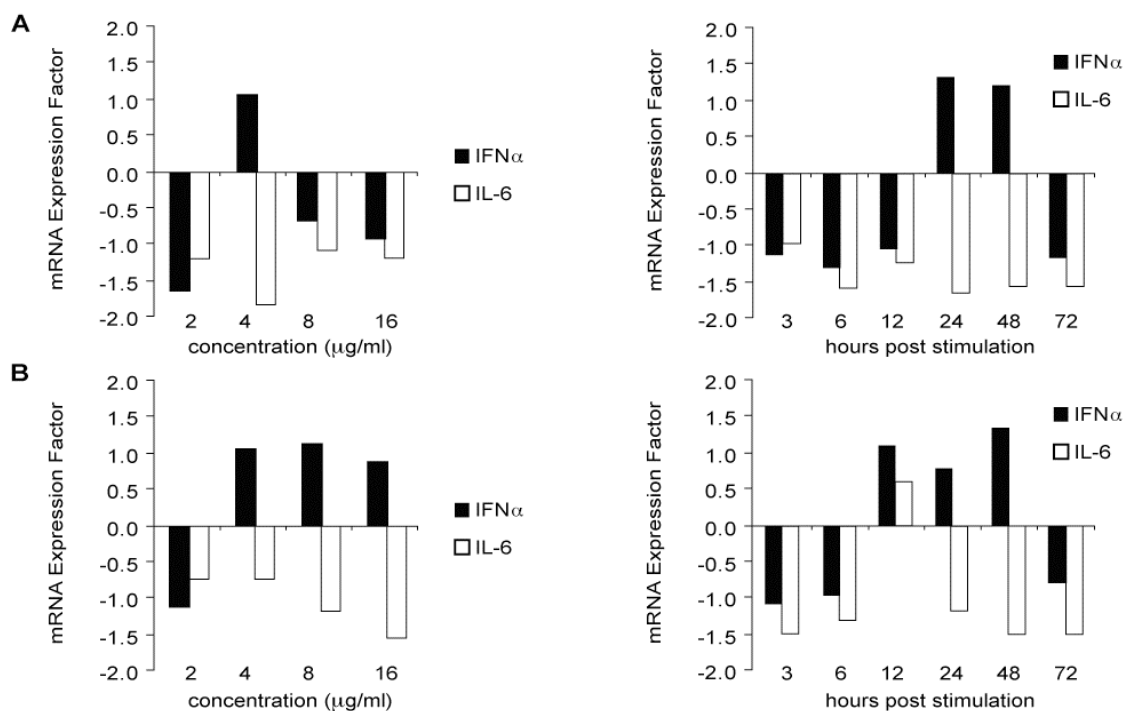 A
mRNA Expression Factor
2.0
1.5
1.0
0.5
0.0
-0.5
-1.0
-1.5
-2.0
2 4 8 16
concentration (µg/ml)
IFNα
IL-6
mRNA Expression Factor
2.0
1.5
1.0
0.5
0.0
-0.5
-1.0
-1.5
-2.0
3 6 12 24 48 72
hours post stimulation
IFNα
IL-6
B
mRNA Expression Factor
2.0
1.5
1.0
0.5
0.0
-0.5
-1.0
-1.5
-2.0
2 4 8 16
concentration (µg/ml)
IFNα
IL-6
mRNA Expression Factor
2.0
1.5
1.0
0.5
0.0
-0.5
-1.0
-1.5
-2.0
3 6 12 24 48 72
hours post stimulation
IFNα
IL-6